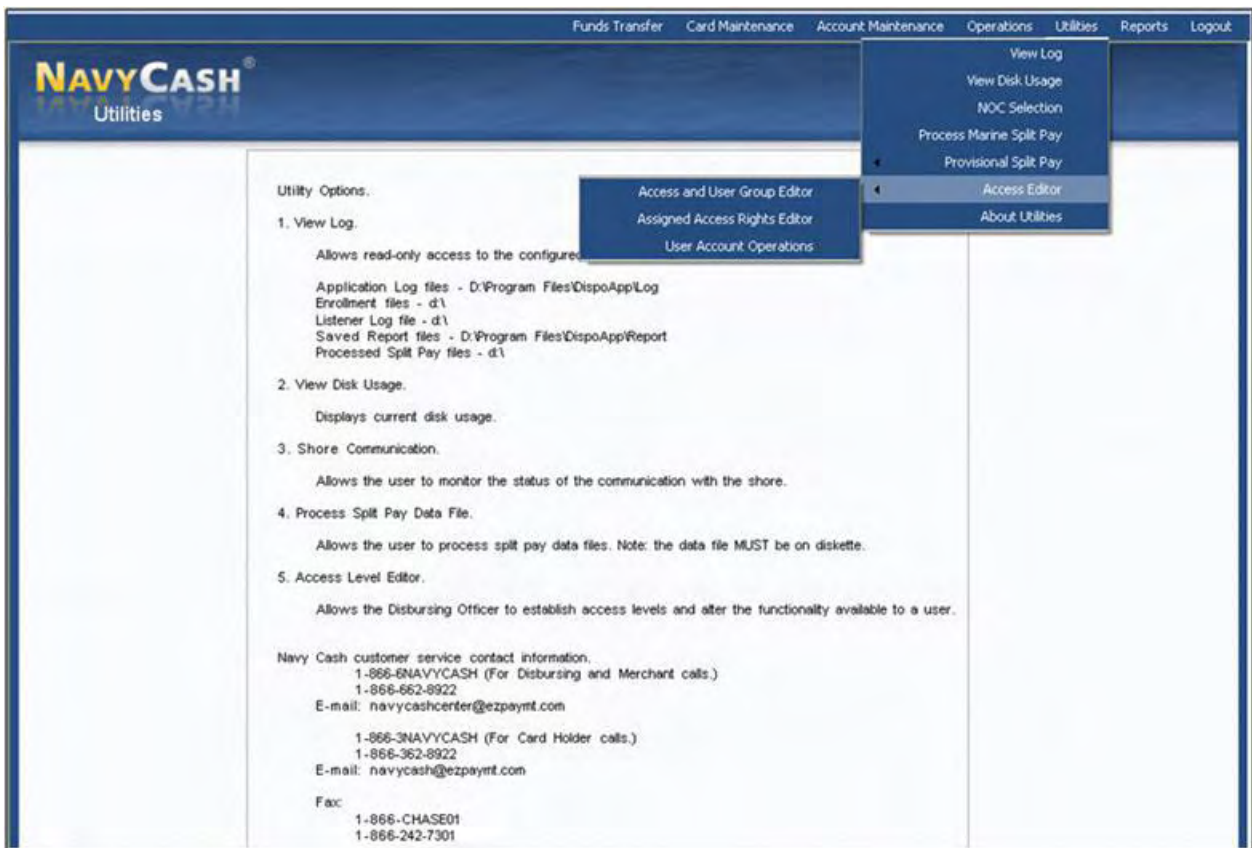 Funds Transfer Card Maintenance Account Maintenance Operations Utilities Reports Logout
NAVYCASH®
Utilities
View Log
View Disk Usage
NOC Selection
Process Marine Split Pay
Provisional Split Pay
Access Editor
About Utilities
Access and User Group Editor
Assigned Access Rights Editor
User Account Operations
Utility Options.
1. View Log.
Allows read-only access to the configured
Application Log files - D:\Program Files\DispoApp\Log
Enrollment files - d:\
Listener Log file - d:\
Saved Report files - D:\Program Files\DispoApp\Report
Processed Split Pay files - d:\
2. View Disk Usage.
Displays current disk usage.
3. Shore Communication.
Allows the user to monitor the status of the communication with the shore.
4. Process Split Pay Data File.
Allows the user to process split pay data files. Note: the data file MUST be on diskette.
5. Access Level Editor.
Allows the Disbursing Officer to establish access levels and alter the functionality available to a user.
Navy Cash customer service contact information.
1-866-6NAVYCASH (For Disbursing and Merchant calls.)
1-866-662-8922
E-mail: navycashcenter@ezpaymt.com
1-866-3NAVYCASH (For Card Holder calls.)
1-866-362-8922
E-mail: navycash@ezpaymt.com
Fax:
1-866-CHASE01
1-866-242-7301